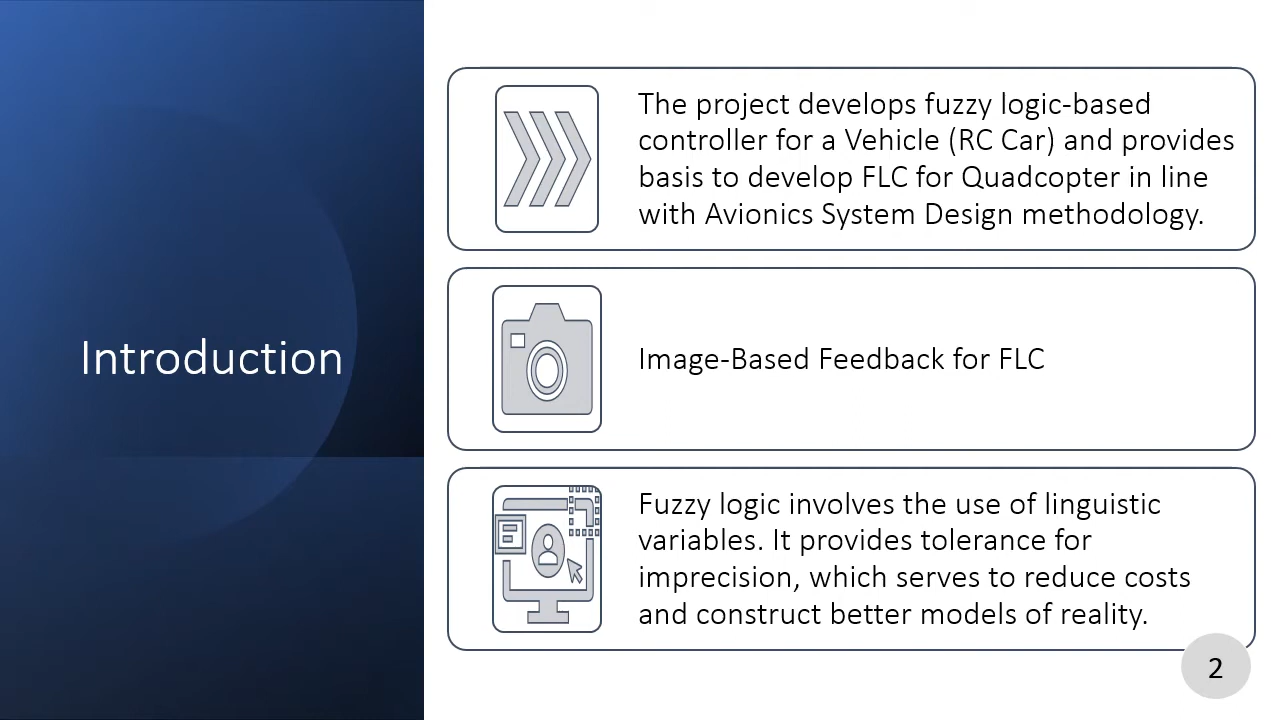 Introduction
The project develops fuzzy logic-based
controller for a Vehicle (RC Car) and provides
basis to develop FLC for Quadcopter in line
with Avionics System Design methodology.
Image-Based Feedback for FLC
Fuzzy logic involves the use of linguistic
variables. It provides tolerance for
imprecision, which serves to reduce costs
and construct better models of reality.
2